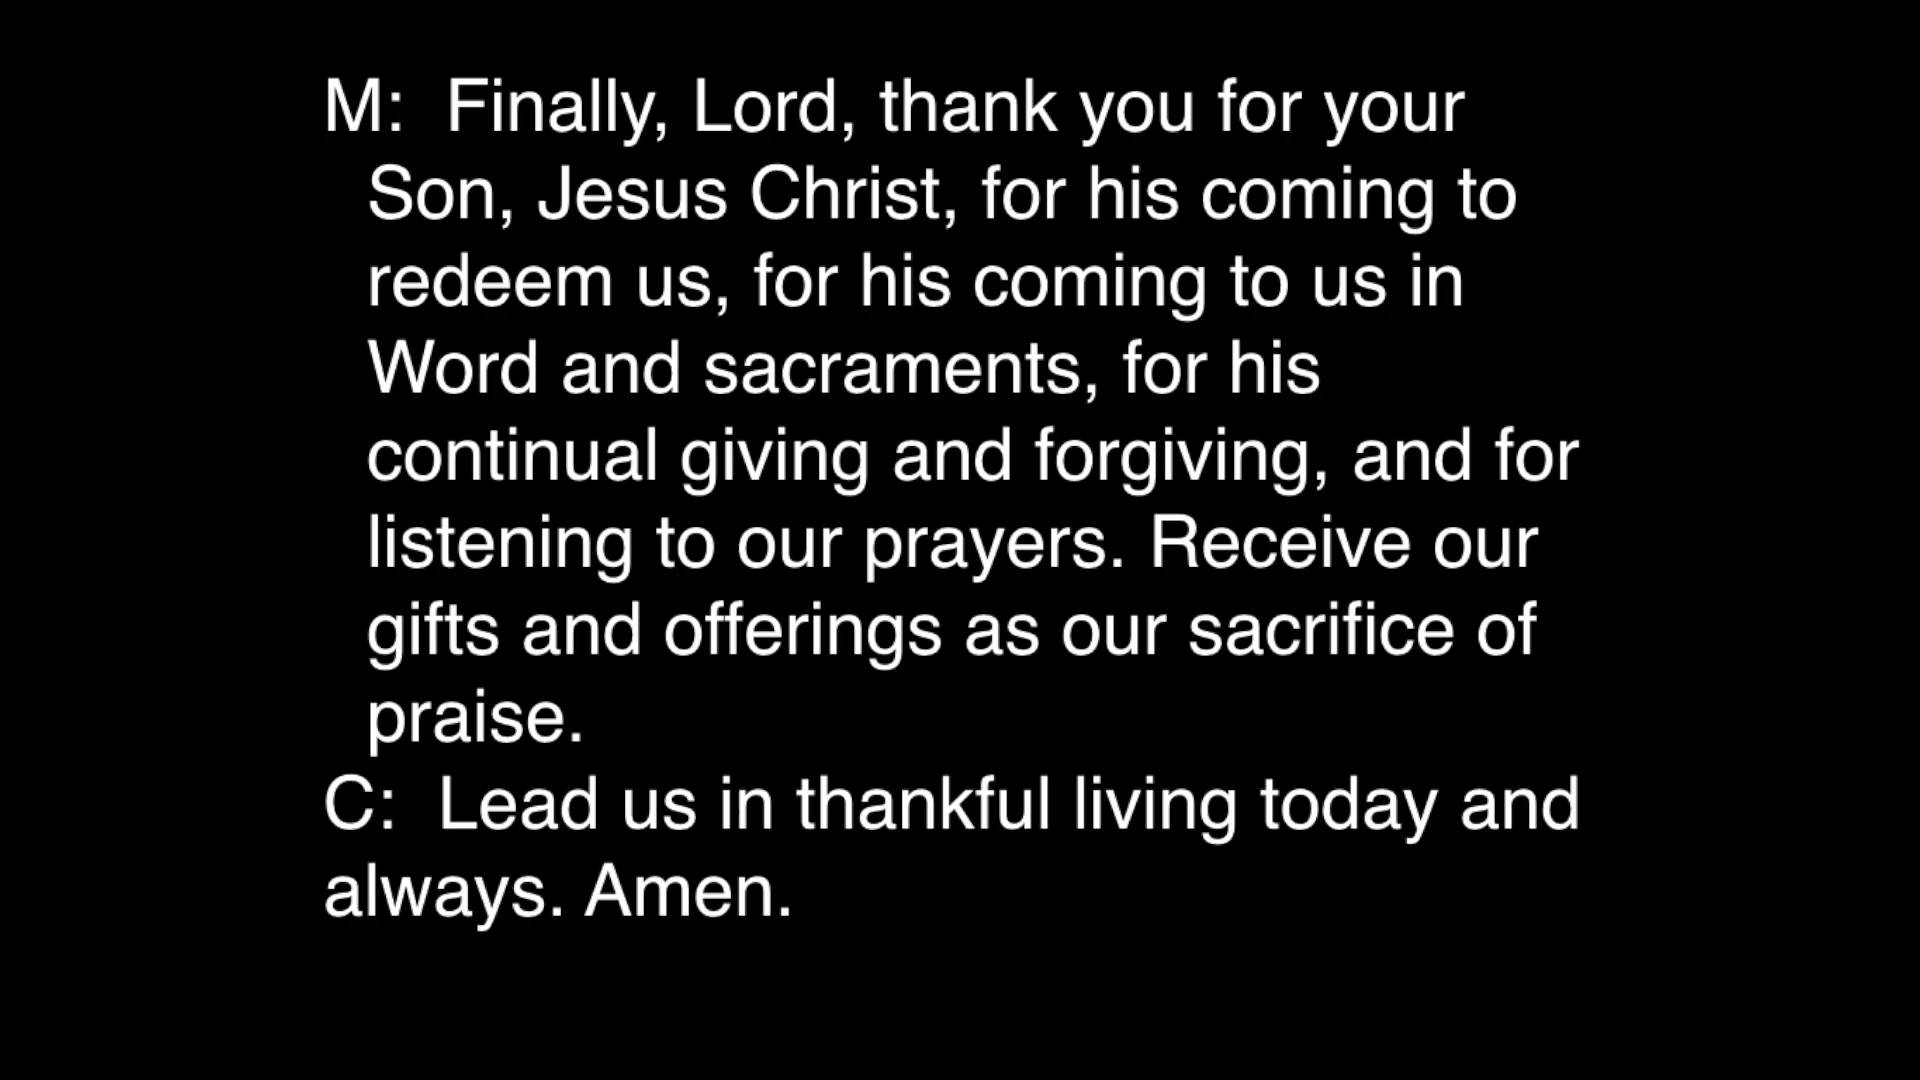 M:  Finally, Lord, thank you for your
Son, Jesus Christ, for his coming to
redeem us, for his coming to us in
Word and sacraments, for his
continual giving and forgiving, and for
listening to our prayers. Receive our
gifts and offerings as our sacrifice of
praise.
C:  Lead us in thankful living today and
always. Amen.